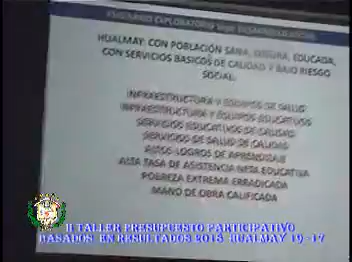 HUALMAY: CON POBLACIÓN SANA, SEGURA, EDUCADA,
CON SERVICIOS BASICOS DE CALIDAD Y BAJO RIESGO
SOCIAL.
INFRAESTRUCTURA Y EQUIPOS DE SALUD
INFRAESTRUCTURA Y EQUIPOS EDUCATIVOS
SERVICIOS EDUCATIVOS DE CALIDAD
SERVICIOS DE SALUD DE CALIDAD
ALTOS LOGROS DE APRENDIZAJE
ALTA TASA DE ASISTENCIA NETA EDUCATIVA
POBREZA EXTREMA ERRADICADA
MANO DE OBRA CALIFICADA
II TALLER PRESUPUESTO PARTICIPATIVO
BASADOS EN RESULTADOS 2015 HUALMAY 19-17